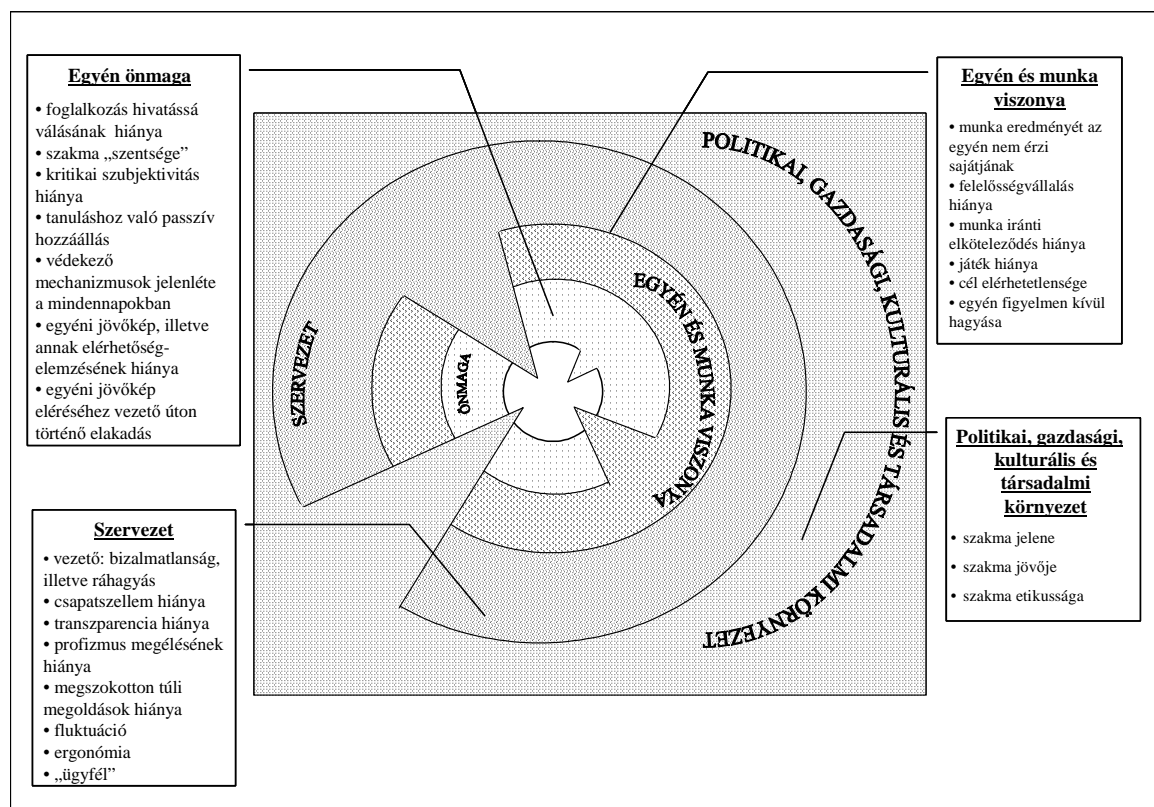 Egyén önmaga
• foglalkozás hivatássá
válásának hiánya
• szakma „szentsége”
• kritikai szubjektivitás
hiánya
• tanuláshoz való passzív
hozzáállás
• védekező
mechanizmusok jelenléte
a mindennapokban
• egyéni jövőkép, illetve
annak elérhetőség-
elemzésének hiánya
• egyéni jövőkép
eléréséhez vezető úton
történő elakadás
Szervezet
• vezető: bizalmatlanság,
illetve ráhagyás
• csapatszellem hiánya
• transzparencia hiánya
• profizmus megélésének
hiánya
• megszokotton túli
megoldások hiánya
• fluktuáció
• ergonómia
• „ügyfél”
SZERVEZET
ÖNMAGA
EGYÉN ÉS MUNKA VISZONYA
POLITIKAI, GAZDASÁGI, KULTURÁLIS ÉS TÁRSADALMI KÖRNYEZET
Egyén és munka
viszonya
• munka eredményét az
egyén nem érzi
sajátjának
• felelősségvállalás
hiánya
• munka iránti
elköteleződés hiánya
• játék hiánya
• cél elérhetetlensége
• egyén figyelmen kívül
hagyása
Politikai, gazdasági,
kulturális és
társadalmi
környezet
• szakma jelene
• szakma jövője
• szakma etikussága